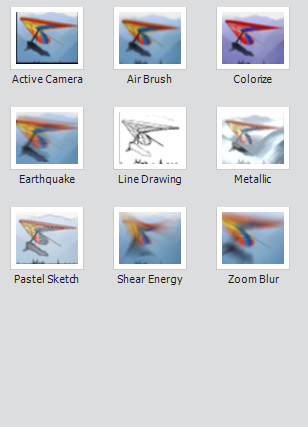 Active Camera
Air Brush
Colorize
Earthquake
Line Drawing
Metallic
Pastel Sketch
Shear Energy
Zoom Blur